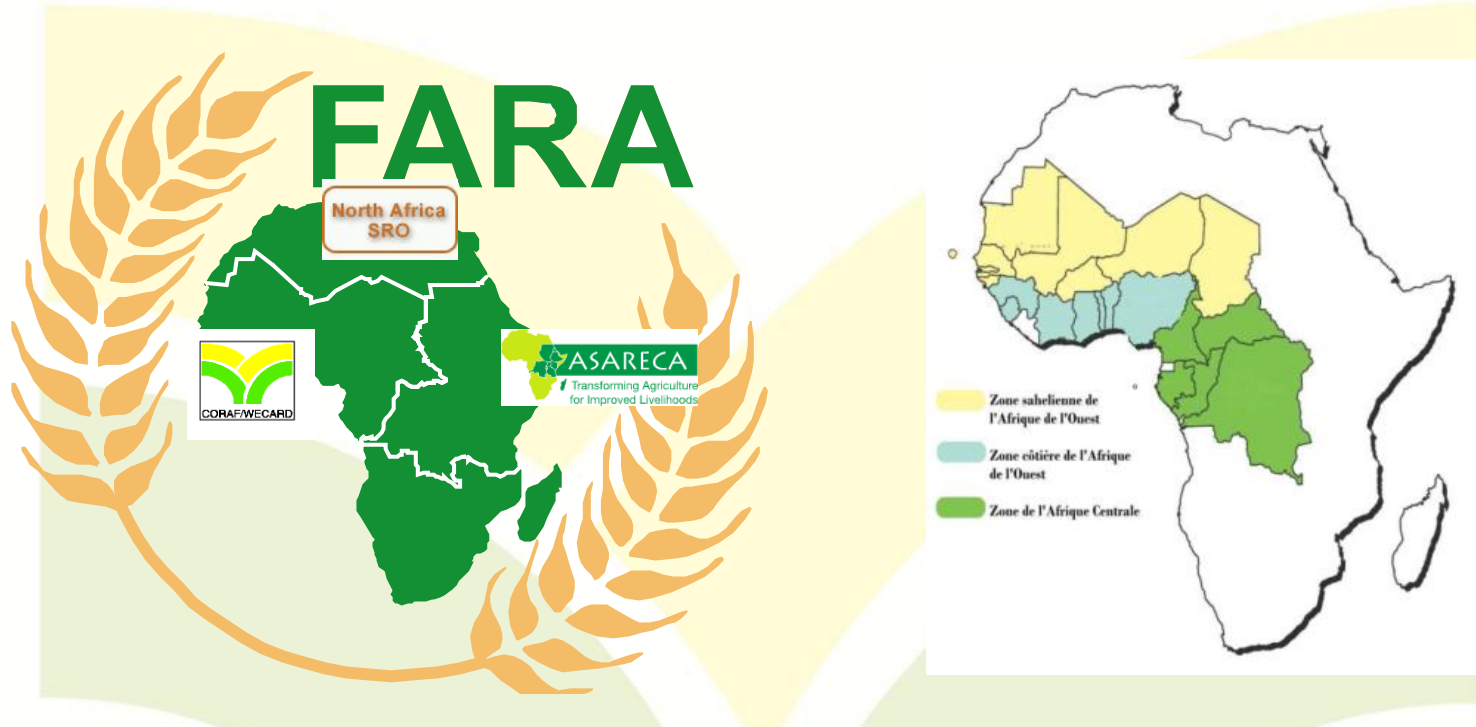 FARA
North Africa
SRO
CORAF/WECARD
ASARECA
Transforming Agriculture
for Improved Livelihoods
Zone sahelienne de
l'Afrique de l'Ouest
Zone côtière de l'Afrique
de l'Ouest
Zone de l'Afrique Centrale